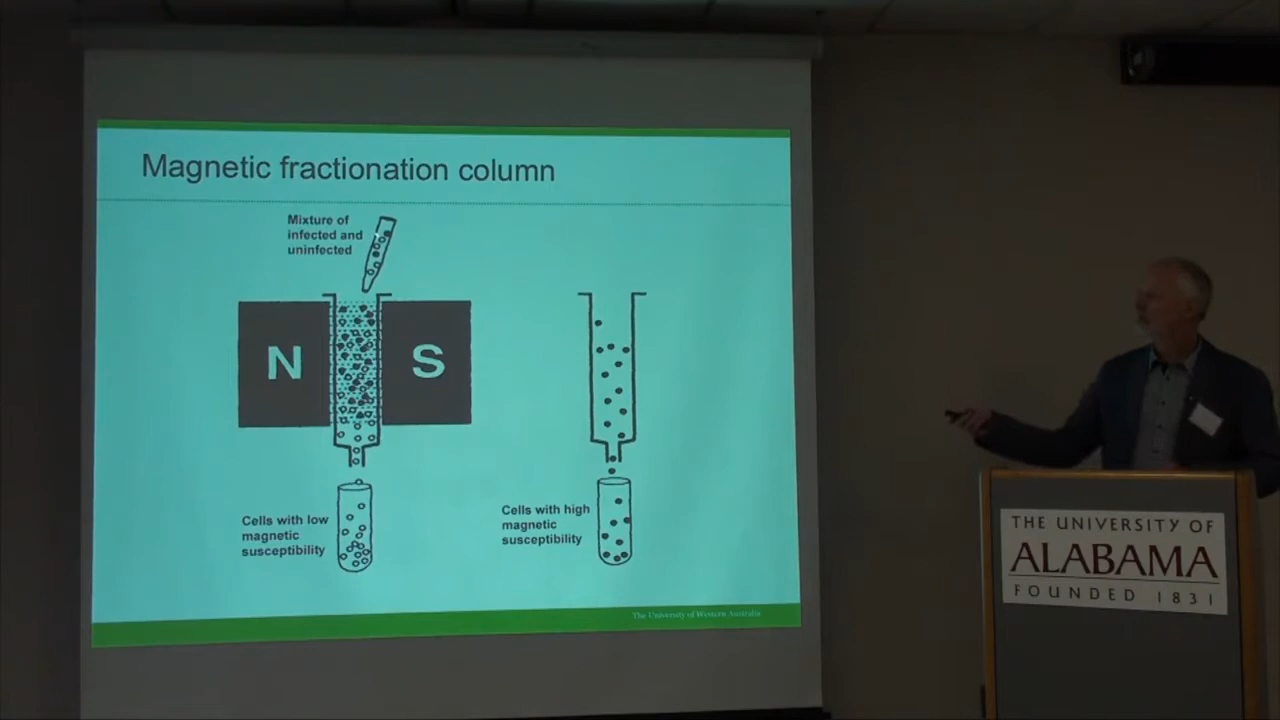 Magnetic fractionation column
Mixture of
infected and
uninfected
N
S
Cells with low
magnetic
susceptibility
Cells with high
magnetic
susceptibility
The University of Western Australia
THE UNIVERSITY OF
ALABAMA
FOUNDED 1831